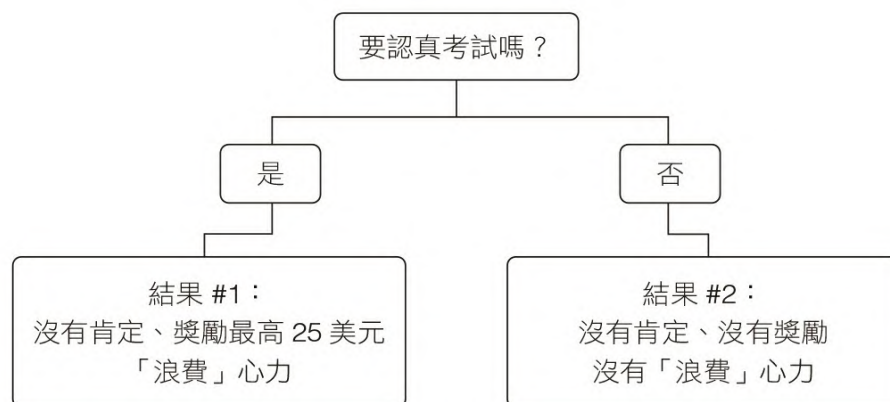 要認真考試嗎？
是
否
結果 #1：
沒有肯定、獎勵最高 25 美元
「浪費」心力
結果 #2：
沒有肯定、沒有獎勵
沒有「浪費」心力